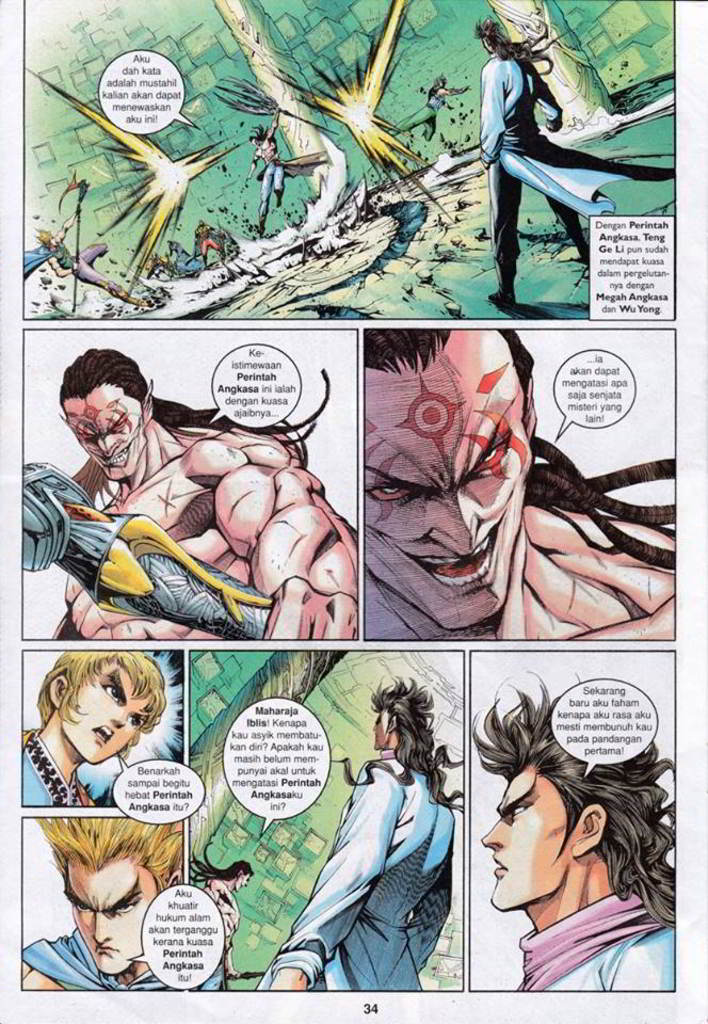 Aku
dah kata
adalah mustahil
kalian akan dapat
menewaskan
aku ini!
Dengan Perintah
Angkasa, Teng
Ge Li pun sudah
mendapat kuasa
dalam pergelutan-
nya dengan
Megah Angkasa
dan Wu Yong.
Ke-
istimewaan
Perintah
Angkasa ini ialah
dengan kuasa
ajaibnya...
...ia
akan dapat
mengatasi apa
saja senjata
misteri yang
lain!
Benarkah
sampai begitu
hebat Perintah
Angkasa itu?
Aku
khuatir
hukum alam
akan terganggu
kerana kuasa
Perintah
Angkasa
itu!
Maharaja
Iblis! Kenapa
kau asyik membatu-
kan diri? Apakah kau
masih belum mem-
punyai akal untuk
mengatasi Perintah
Angkasaku
ini?
Sekarang
baru aku faham
kenapa aku rasa aku
mesti membunuh kau
pada pandangan
pertama!
34